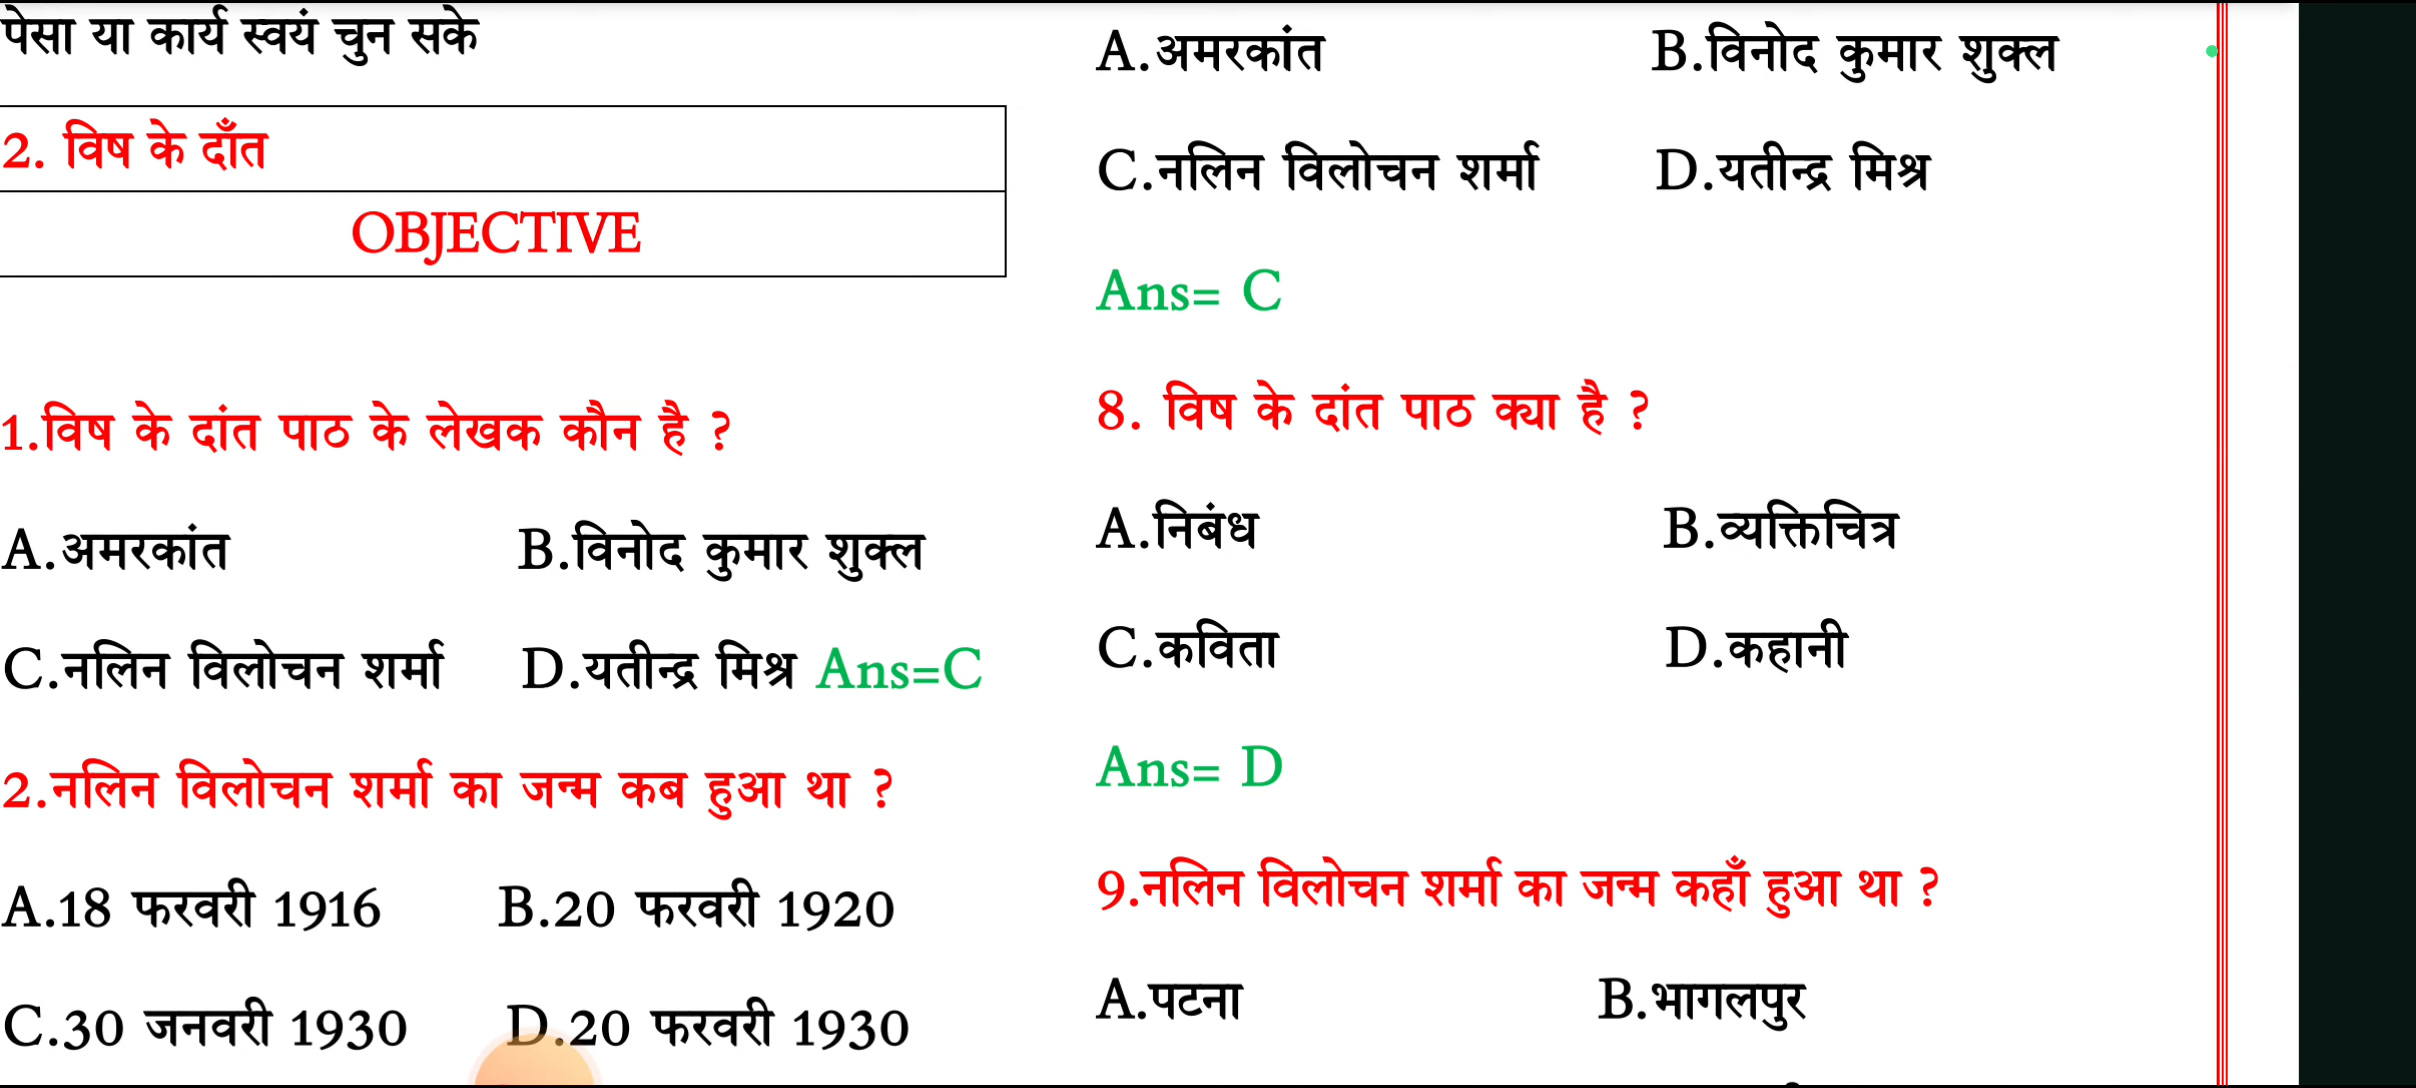 पेसा या कार्य स्वयं चुन सके
2. विष के दाँत
OBJECTIVE
1.विष के दांत पाठ के लेखक कौन है ?
A.अमरकांत B.विनोद कुमार शुक्ल
C.नलिन विलोचन शर्मा D.यतीन्द्र मिश्र Ans=C
2.नलिन विलोचन शर्मा का जन्म कब हुआ था ?
A.18 फरवरी 1916 B.20 फरवरी 1920
C.30 जनवरी 1930 D.20 फरवरी 1930
A.अमरकांत B.विनोद कुमार शुक्ल
C.नलिन विलोचन शर्मा D.यतीन्द्र मिश्र
Ans= C
8. विष के दांत पाठ क्या है ?
A.निबंध B.व्यक्तिचित्र
C.कविता D.कहानी
Ans= D
9.नलिन विलोचन शर्मा का जन्म कहाँ हुआ था ?
A.पटना B.भागलपुर